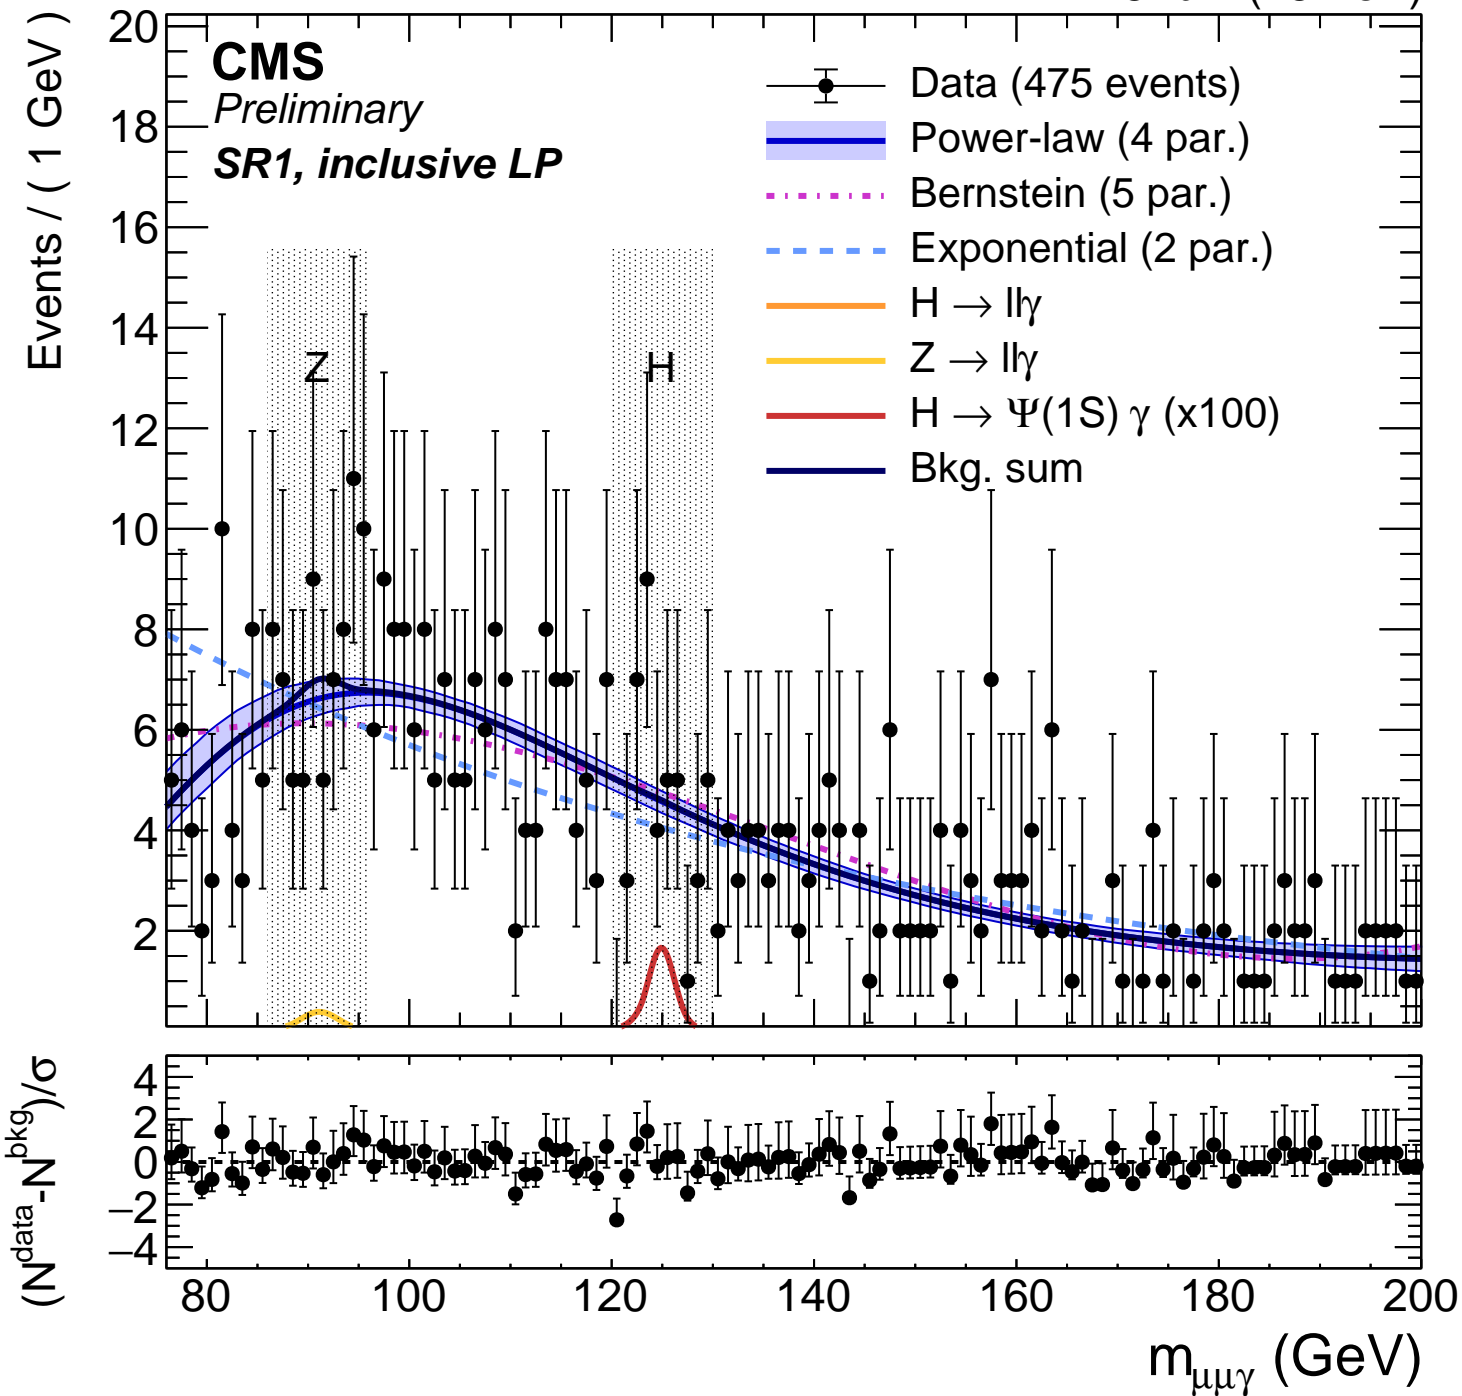 CMS
Preliminary
SR1, inclusive LP
Data (475 events)
Power-law (4 par.)
Bernstein (5 par.)
Exponential (2 par.)
H → llγ
Z → llγ
H → Ψ(1S) γ (x100)
Bkg. sum
Z
H
Events / ( 1 GeV )
20
18
16
14
12
10
8
6
4
2
(N^data-N^bkg)/σ
4
2
0
−2
−4
80 100 120 140 160 180 200
m_μμγ (GeV)